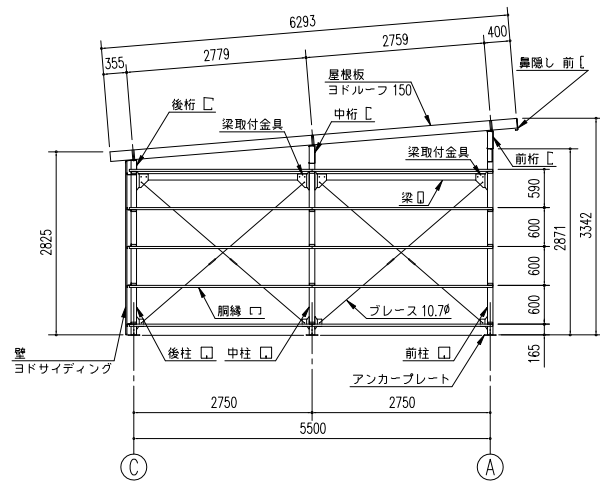 6293
355
2779
2759
400
鼻隠し 前
屋根板
ヨドルーフ 150
後桁
中桁
梁取付金具
梁取付金具
前桁
梁
590
600
600
600
165
2871
3342
2825
胴縁
ブレース 10.7φ
後柱
中柱
前柱
壁
ヨドサイディング
アンカープレート
2750
2750
5500
C
A